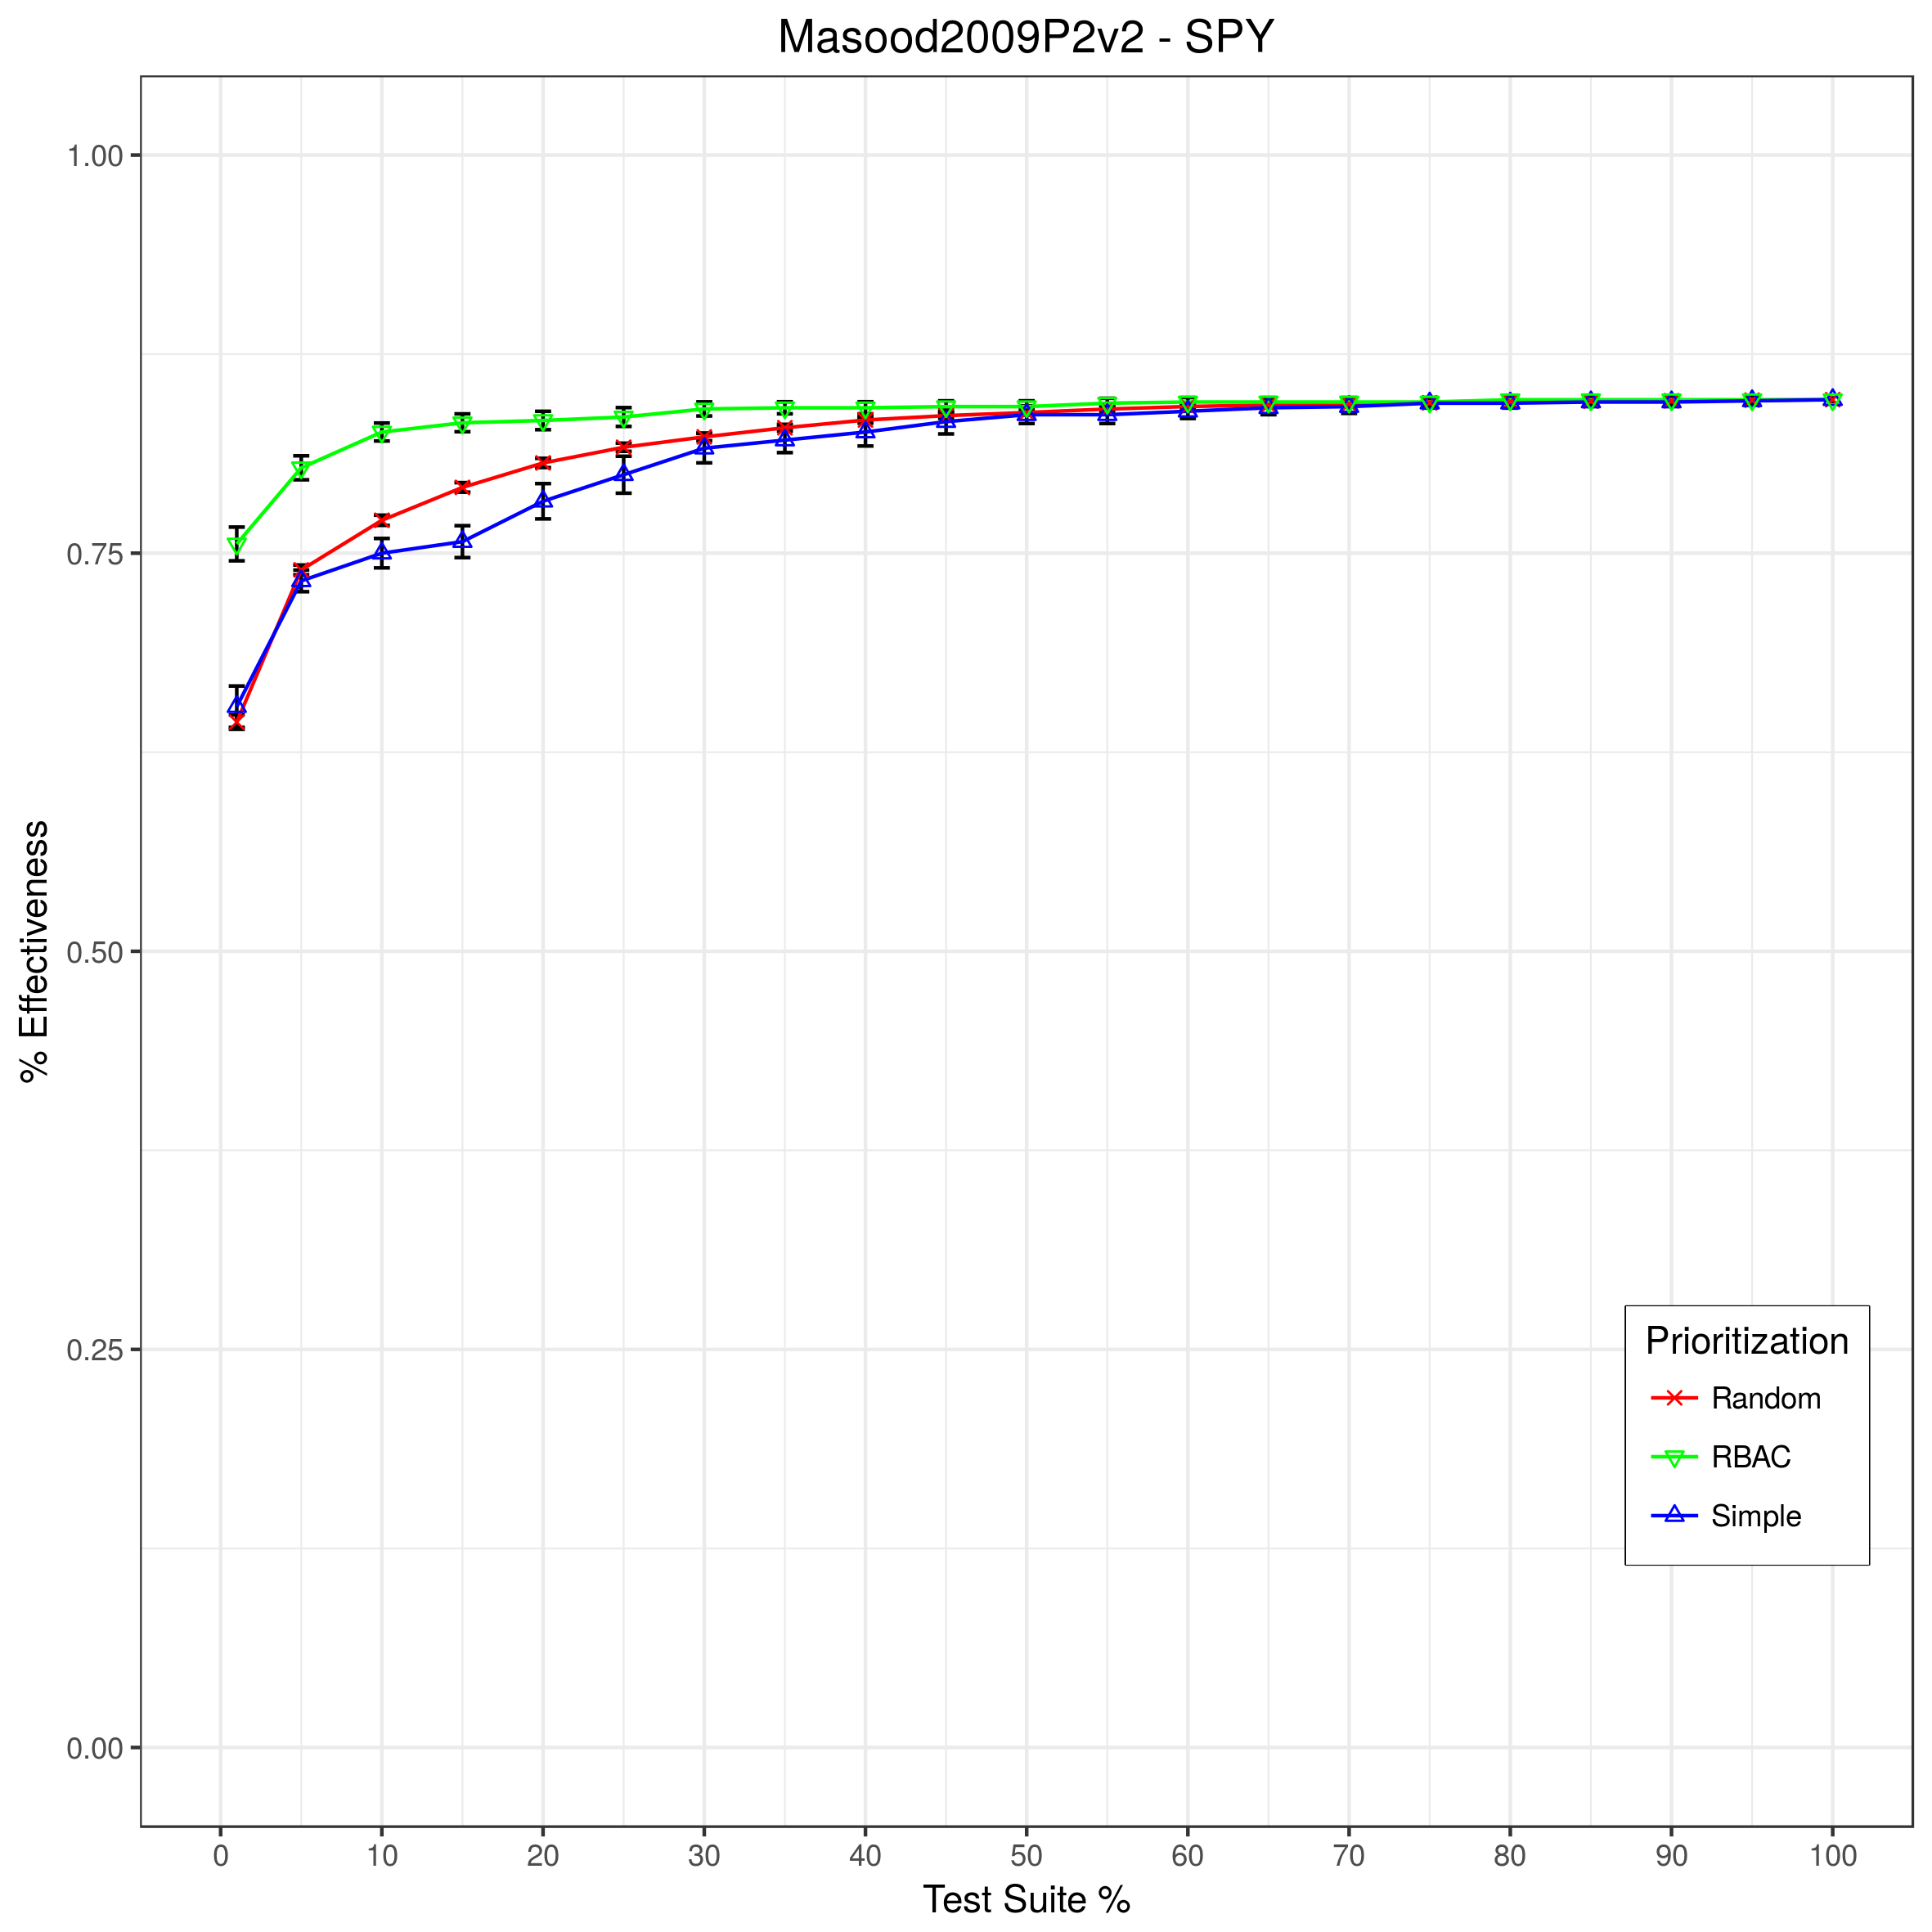 Masood2009P2v2 - SPY
% Effectiveness
1.00
0.75
0.50
0.25
0.00
Prioritization
Random
RBAC
Simple
0 10 20 30 40 50 60 70 80 90 100
Test Suite %